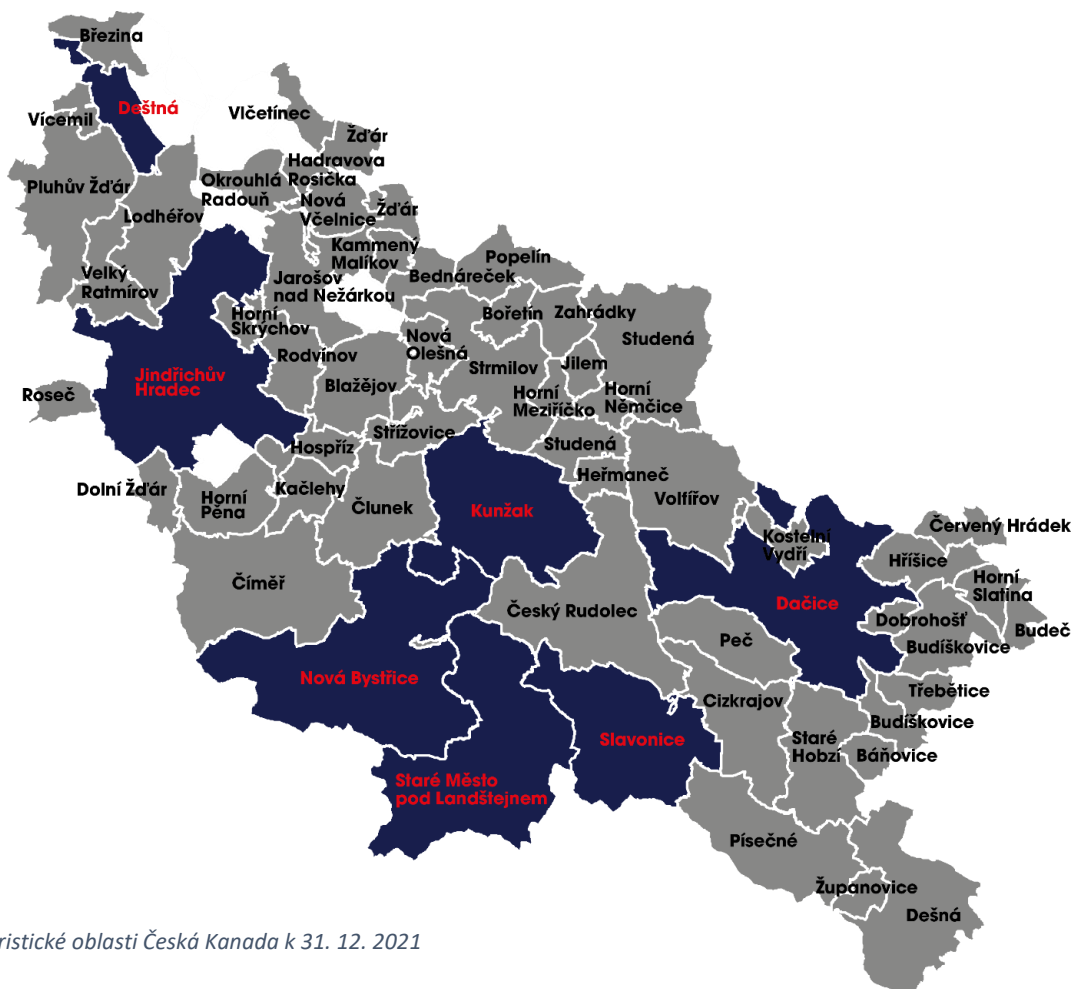 Březina
Deštná
Vlčetínec
Vícemil
Žďár
Hadravova
Rosička
Okrouhlá
Radouň
Pluhův Žďár
Nová
Včelnice
Žďár
Lodhéřov
Kammený
Malíkov
Popelín
Bednáreček
Velký
Ratmírov
Jarošov
nad Nežárkou
Horní
Skrýchov
Bořetín
Zahrádky
Studená
Nová
Olešná
Rodvínov
Strmilov
Jilem
Jindřichův
Hradec
Blažějov
Roseč
Horní
Meziříčko
Horní
Němčice
Střížovice
Studená
Hospříz
Heřmaneč
Dolní Žďár
Horní
Pěna
Kačlehy
Volfířov
Člunek
Kunžak
Červený Hrádek
Kostelní
Vydří
Hříšice
Číměř
Horní
Slatina
Český Rudolec
Dačice
Dobrohošť
Budeč
Peč
Budíškovice
Nová Bystřice
Třebětice
Cizkrajov
Budíškovice
Slavonice
Staré
Hobzí
Báňovice
Staré Město
pod Landštejnem
Písečné
Županovice
Dešná
ristické oblasti Česká Kanada k 31. 12. 2021